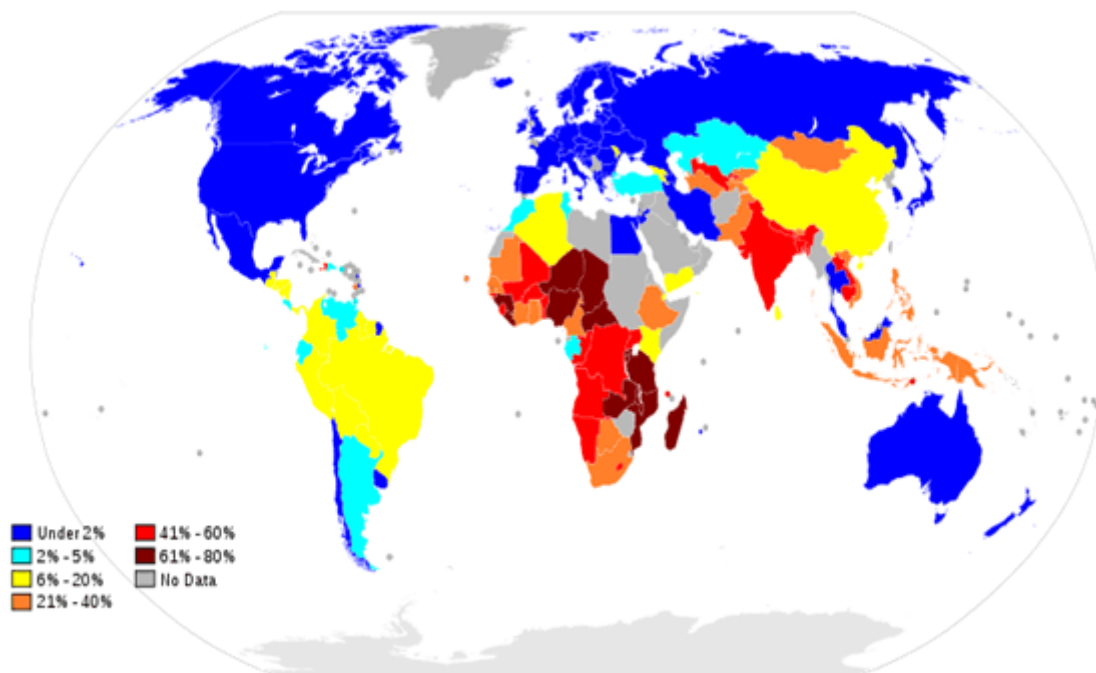 Under 2%
2% - 5%
6% - 20%
21% - 40%
41% - 60%
61% - 80%
No Data